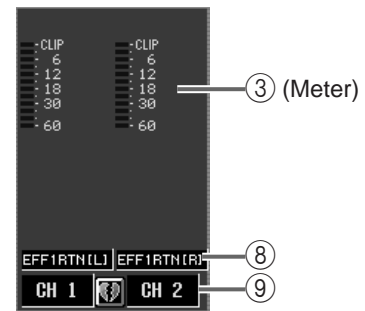 -CLIP -CLIP
- 6 - 6
-12 -12
-18 -18 ③ (Meter)
-30 -30
-60 -60
EFF1RTN[L] EFF1RTN[R] ⑧
CH 1 CH 2 ⑨